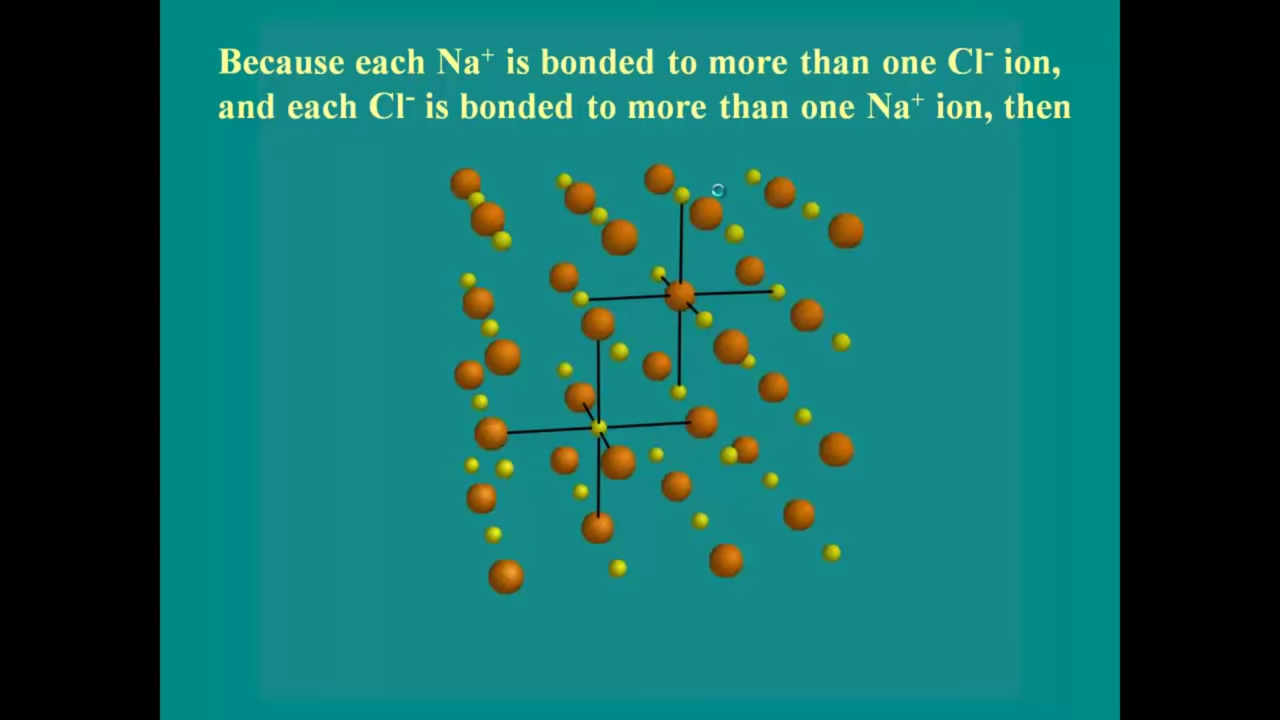 Because each Na⁺ is bonded to more than one Cl⁻ ion,
and each Cl⁻ is bonded to more than one Na⁺ ion, then